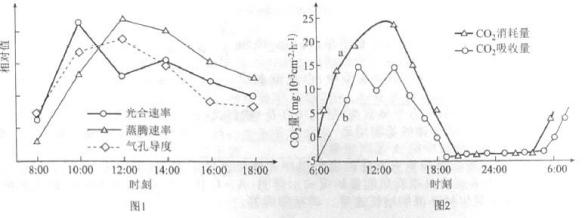 相对值
光合速率
蒸腾速率
气孔导度
8:00 10:00 12:00 14:00 16:00 18:00
时刻
图1
CO₂量 (mg·10⁻³cm⁻²·h⁻¹)
25
20
15
10
5
0
-5
a
b
CO₂消耗量
CO₂吸收量
6:00 12:00 18:00 24:00 6:00
时刻
图2